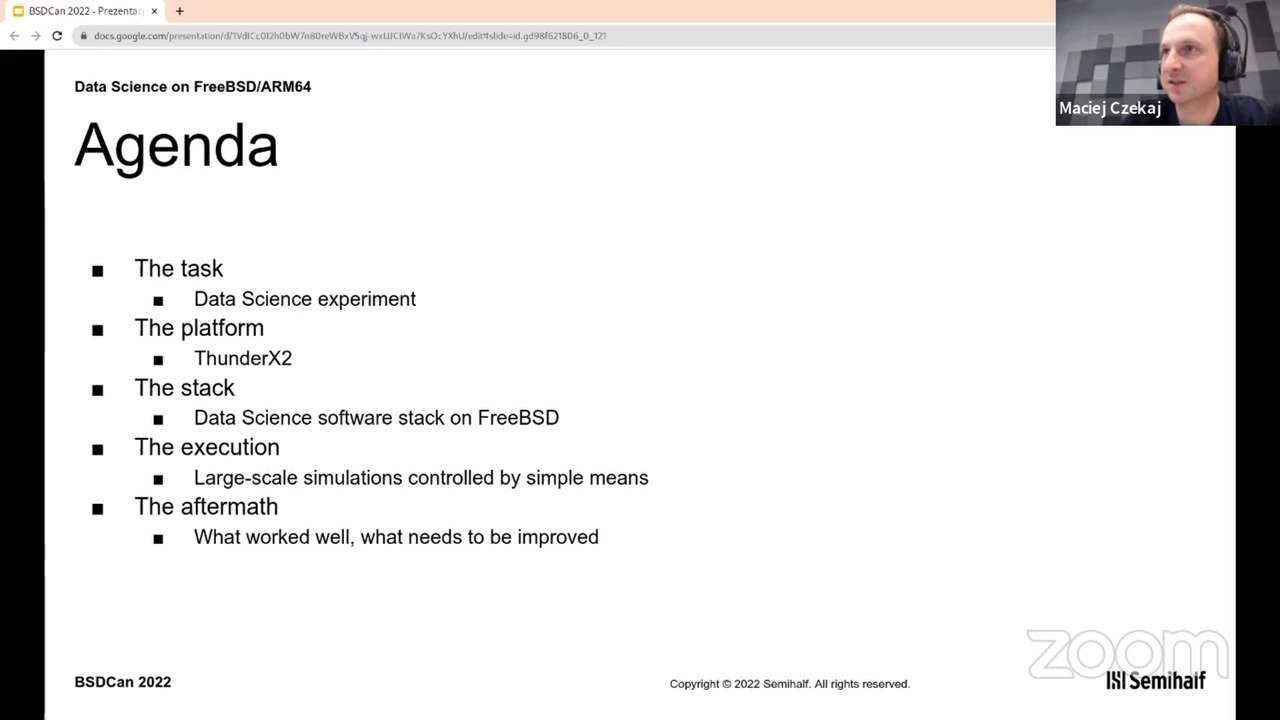 BSDCan 2022 - Prezentac
docs.google.com/presentation/d/1VdICc0I2h0bW7n80reWBxV5qj-wxUJCIWa7KsOcYXhU/edit#slide=id.gd98f621806_0_121
Maciej Czekaj
Data Science on FreeBSD/ARM64
Agenda
The task
Data Science experiment
The platform
ThunderX2
The stack
Data Science software stack on FreeBSD
The execution
Large-scale simulations controlled by simple means
The aftermath
What worked well, what needs to be improved
zoom
BSDCan 2022
Copyright © 2022 Semihalf. All rights reserved.
Semihalf